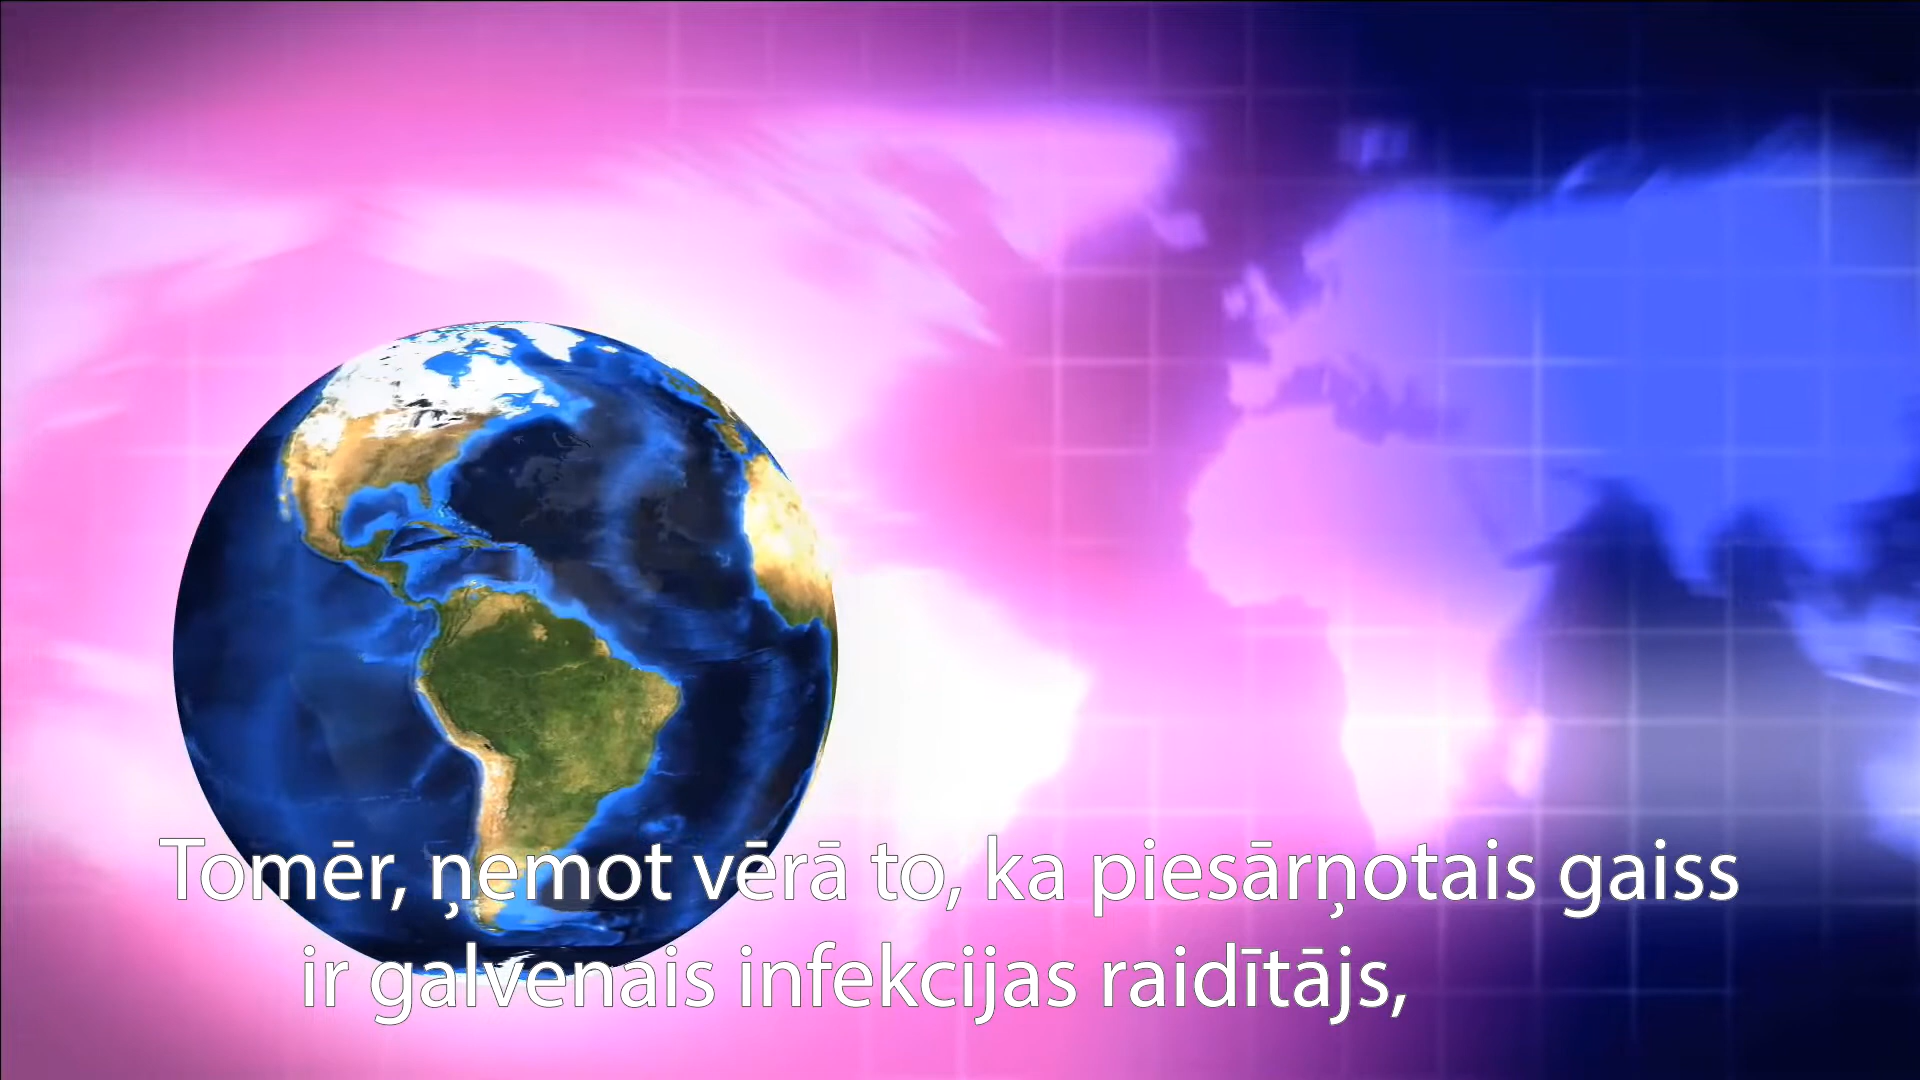 Tomēr, ņemot vērā to, ka piesārņotais gaiss
ir galvenais infekcijas raidītājs,